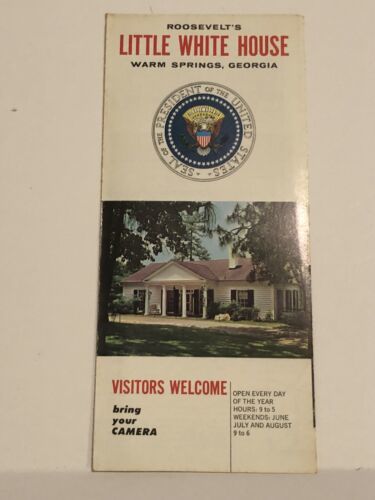 ROOSEVELT'S
LITTLE WHITE HOUSE
WARM SPRINGS, GEORGIA
SEAL OF THE PRESIDENT OF THE UNITED STATES
VISITORS WELCOME
bring
your
CAMERA
OPEN EVERY DAY
OF THE YEAR
HOURS: 9 to 5
WEEKENDS: JUNE
JULY AND AUGUST
9 to 6